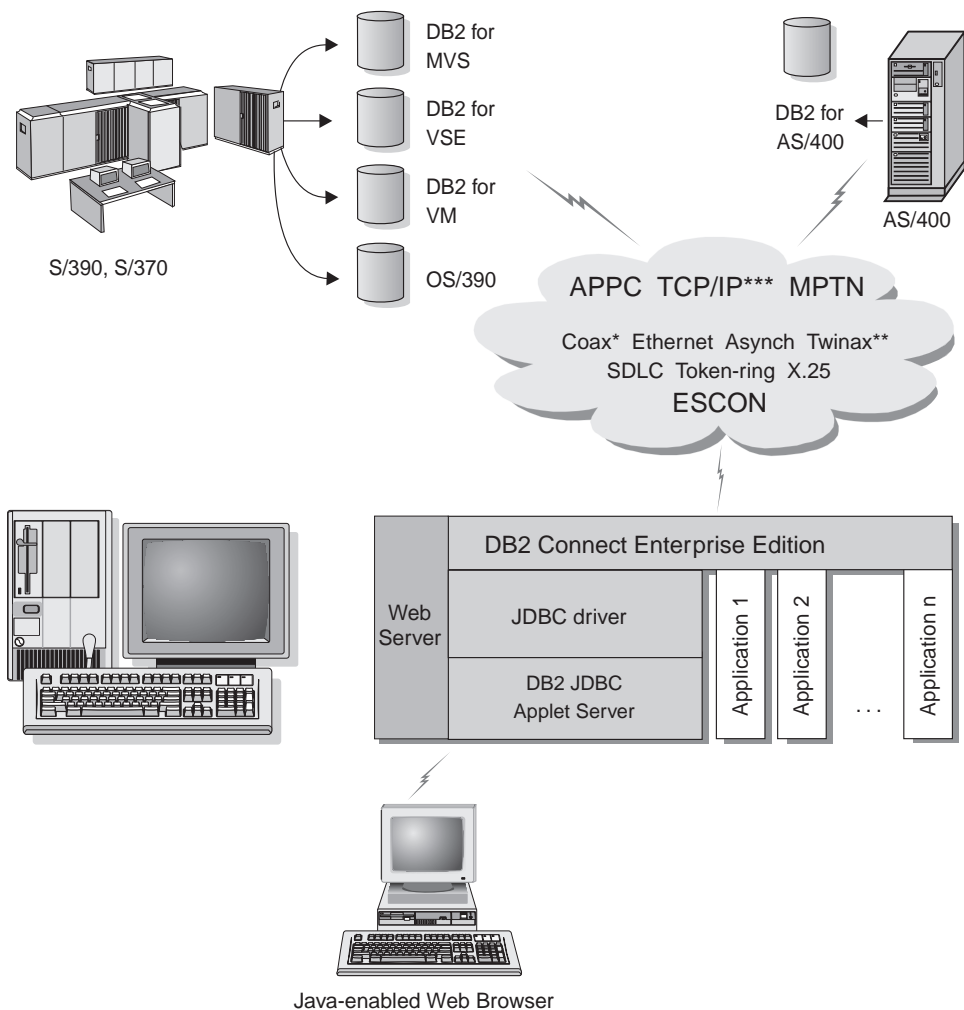 DB2 for
MVS
DB2 for
VSE
DB2 for
VM
OS/390
S/390, S/370
DB2 for
AS/400
AS/400
APPC TCP/IP*** MPTN
Coax* Ethernet Asynch Twinax**
SDLC Token-ring X.25
ESCON
Web
Server
DB2 Connect Enterprise Edition
JDBC driver
DB2 JDBC
Applet Server
Application 1
Application 2
. . .
Application n
Java-enabled Web Browser